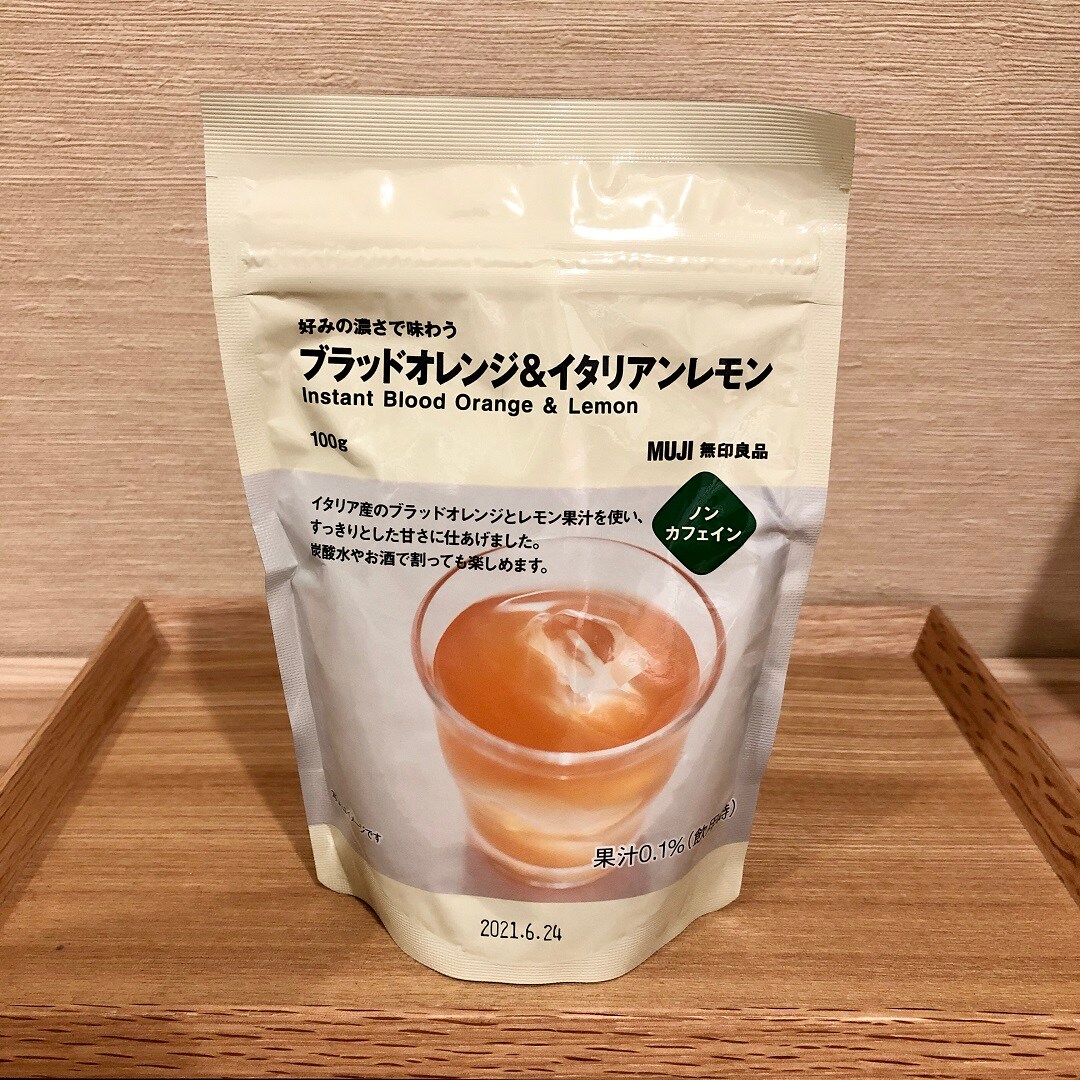 好みの濃さで味わう
ブラッドオレンジ&イタリアンレモン
Instant Blood Orange & Lemon
100g
MUJI 無印良品
イタリア産のブラッドオレンジとレモン果汁を使い、
すっきりとした甘さに仕あげました。
炭酸水やお酒で割っても楽しめます。
ノン
カフェイン
果汁0.1%(飲用時)
2021.6.24